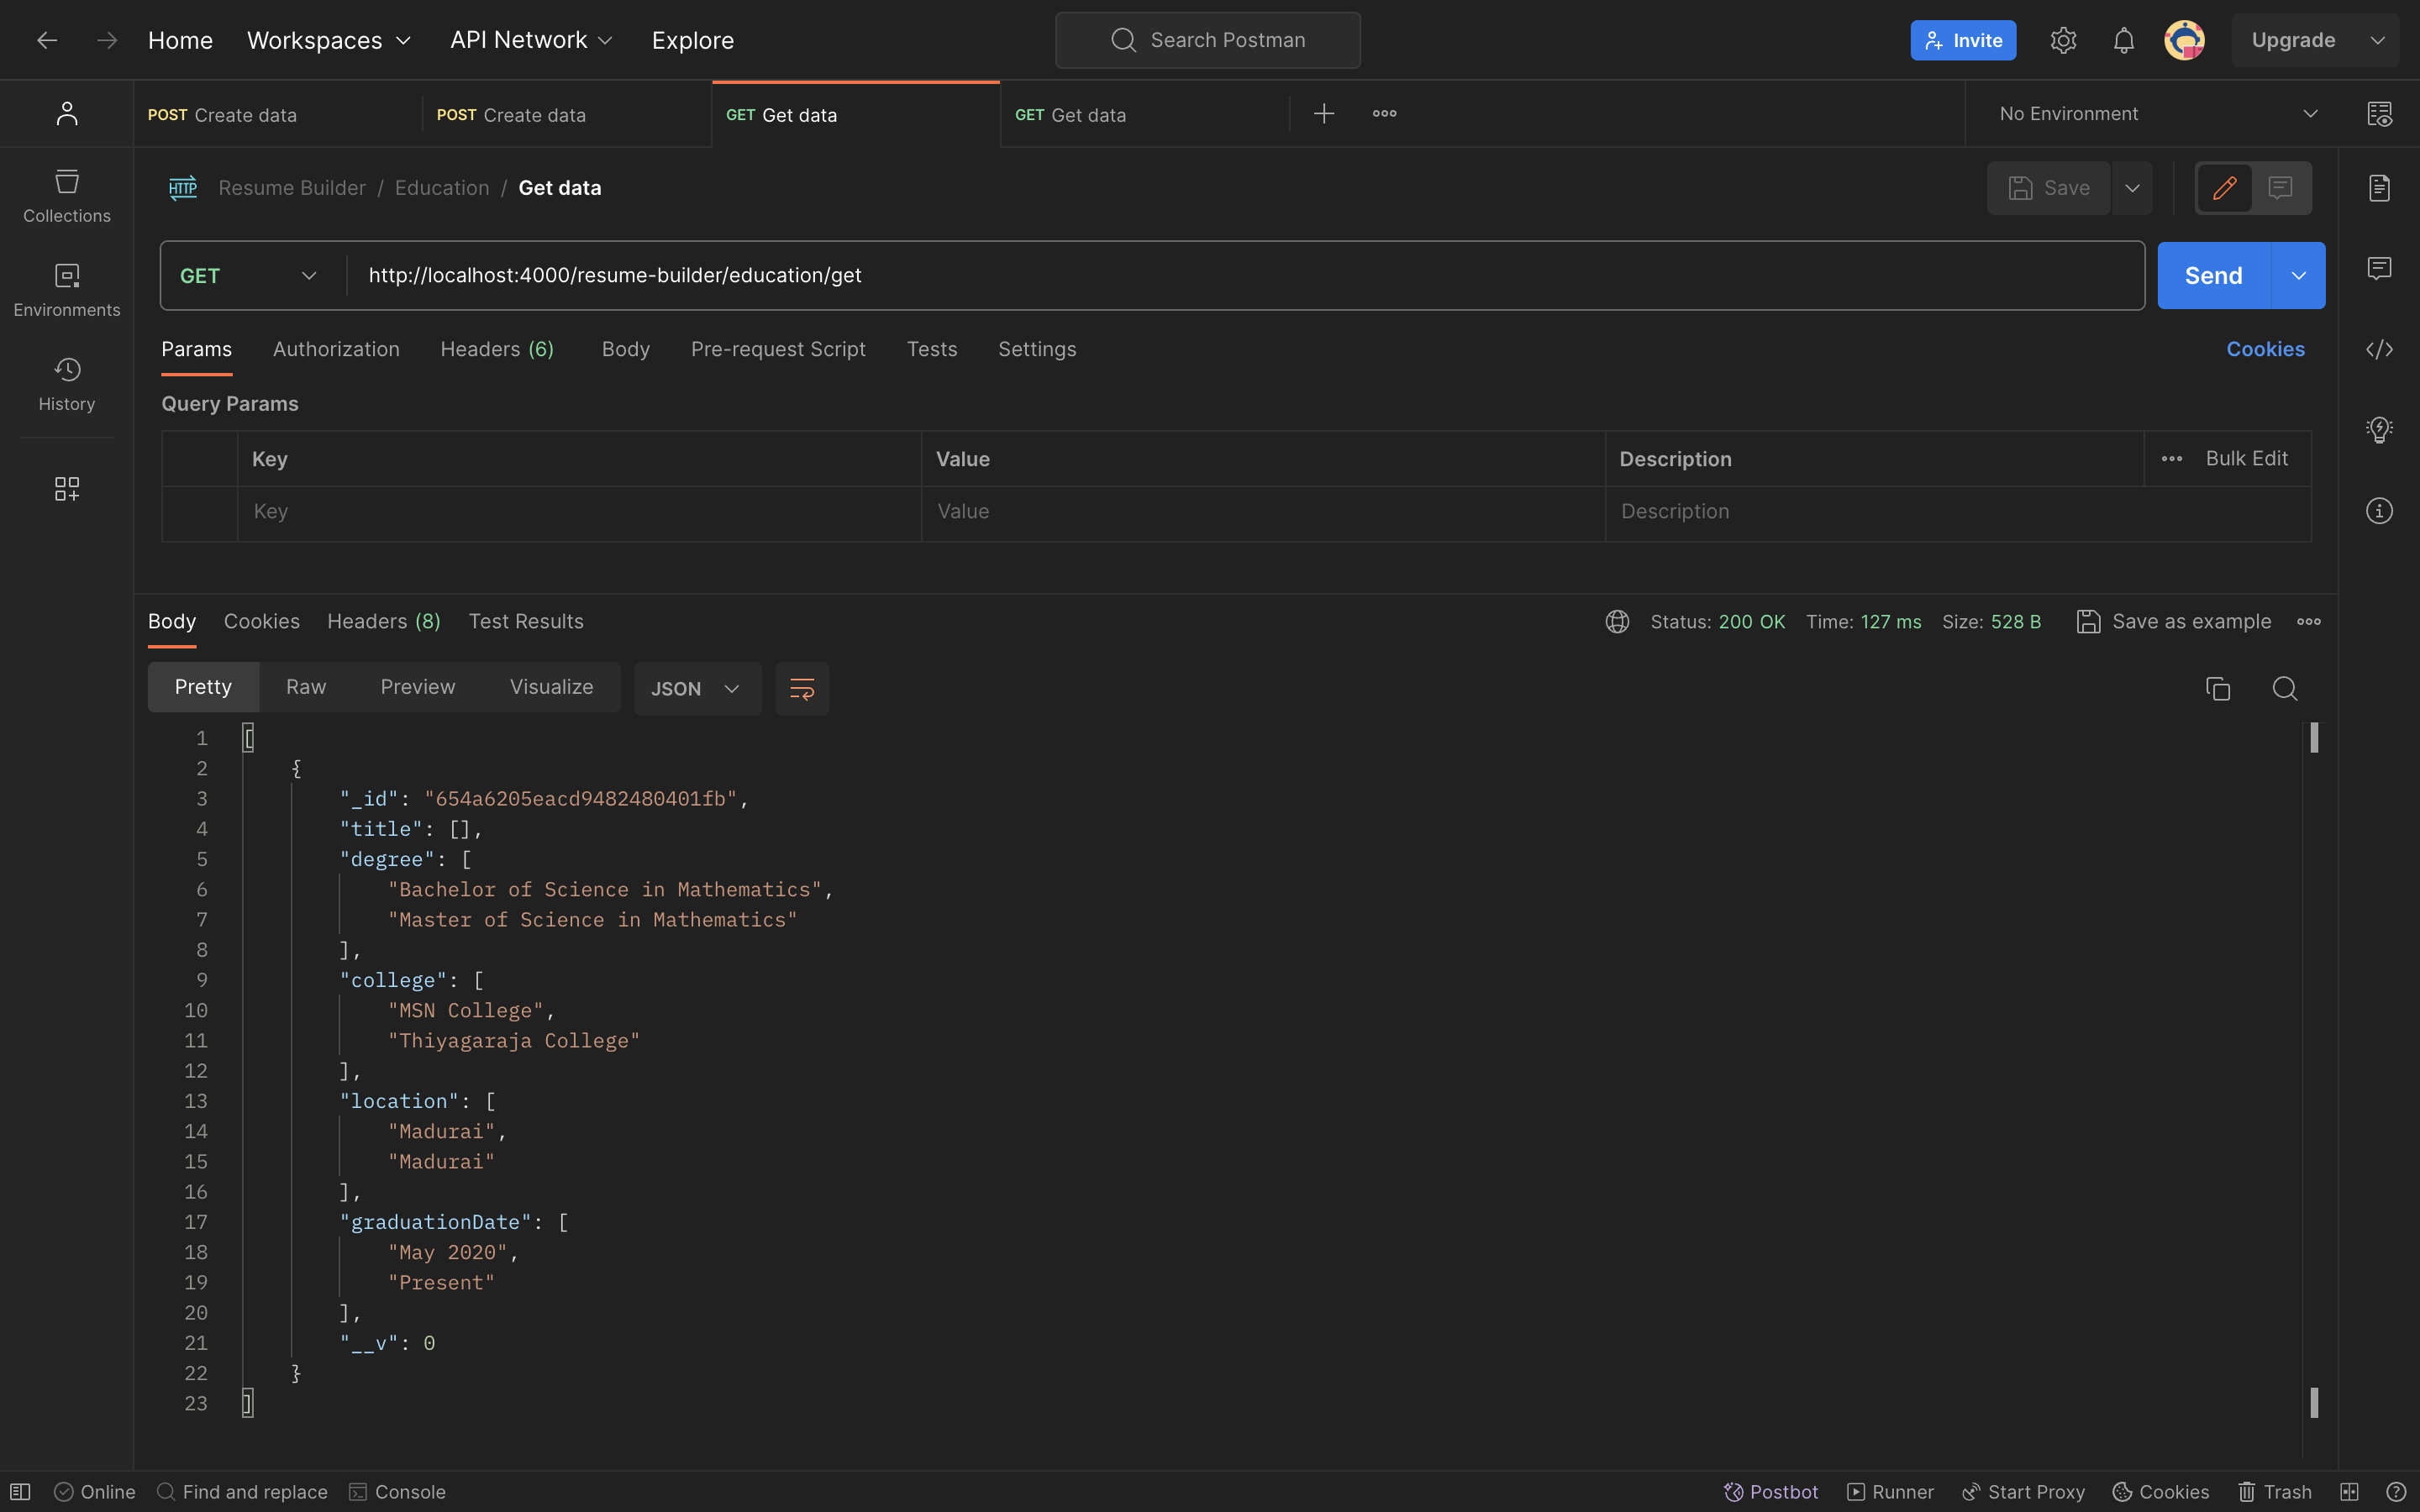 Home Workspaces API Network Explore Search Postman Invite Upgrade
POST Create data POST Create data GET Get data GET Get data No Environment
HTTP Resume Builder / Education / Get data Save
Collections
GET http://localhost:4000/resume-builder/education/get Send
Environments
Params Authorization Headers (6) Body Pre-request Script Tests Settings Cookies
History
Query Params
Key Value Description Bulk Edit
Key Value Description
Body Cookies Headers (8) Test Results Status: 200 OK Time: 127 ms Size: 528 B Save as example
Pretty Raw Preview Visualize JSON
1 [
2 {
3 "_id": "654a6205eacd9482480401fb",
4 "title": [],
5 "degree": [
6 "Bachelor of Science in Mathematics",
7 "Master of Science in Mathematics"
8 ],
9 "college": [
10 "MSN College",
11 "Thiyagaraja College"
12 ],
13 "location": [
14 "Madurai",
15 "Madurai"
16 ],
17 "graduationDate": [
18 "May 2020",
19 "Present"
20 ],
21 "__v": 0
22 }
23 ]
Online Find and replace Console Postbot Runner Start Proxy Cookies Trash